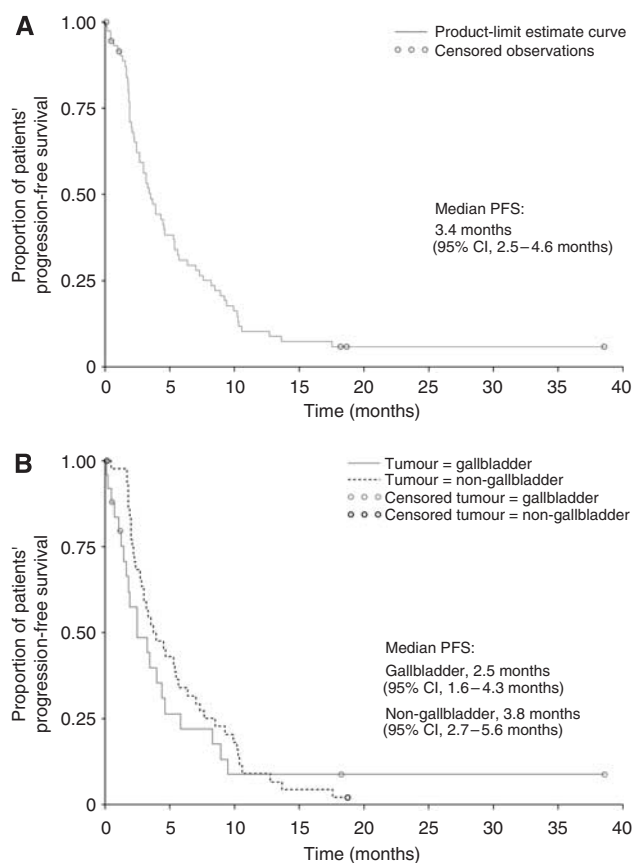 A
1.00
0.75
0.50
0.25
0
Proportion of patients'
progression-free survival
Product-limit estimate curve
Censored observations
Median PFS:
3.4 months
(95% CI, 2.5–4.6 months)
0 5 10 15 20 25 30 35 40
Time (months)
B
1.00
0.75
0.50
0.25
0
Proportion of patients'
progression-free survival
Tumour = gallbladder
Tumour = non-gallbladder
Censored tumour = gallbladder
Censored tumour = non-gallbladder
Median PFS:
Gallbladder, 2.5 months
(95% CI, 1.6–4.3 months)
Non-gallbladder, 3.8 months
(95% CI, 2.7–5.6 months)
0 5 10 15 20 25 30 35 40
Time (months)